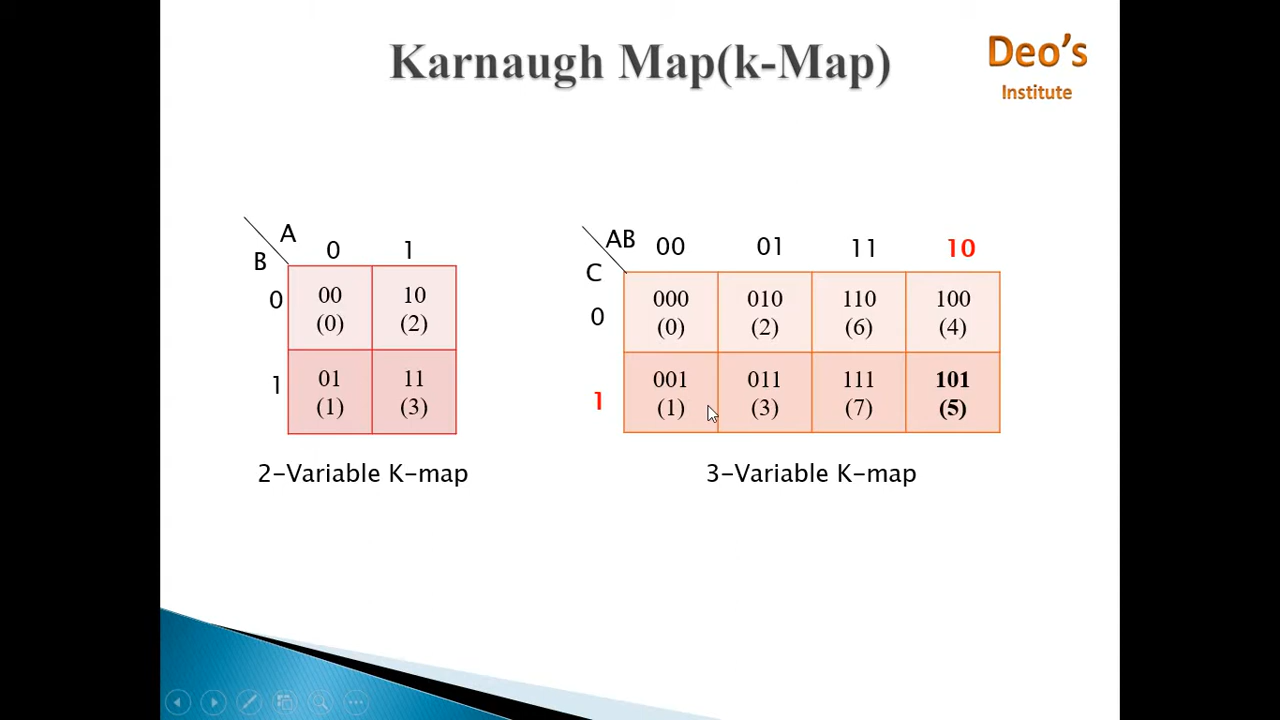 Karnaugh Map(k-Map)
Deo's
Institute
A
B
0 1
0
00 10
(0) (2)
1
01 11
(1) (3)
2-Variable K-map
AB
C
00 01 11 10
0
000 010 110 100
(0) (2) (6) (4)
1
001 011 111 101
(1) (3) (7) (5)
3-Variable K-map